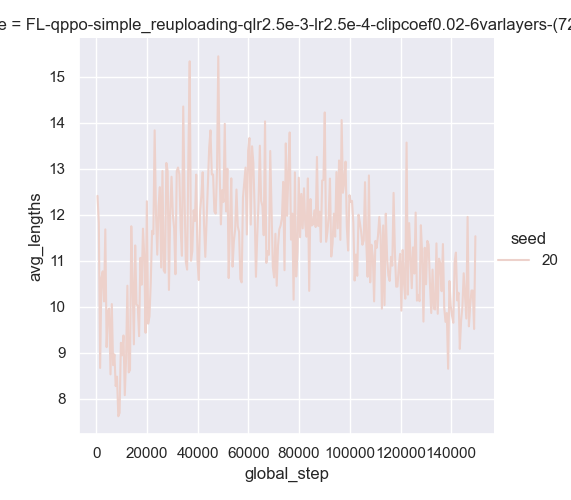 e = FL-qppo-simple_reuploading-qlr2.5e-3-lr2.5e-4-clipcoef0.02-6varlayers-(72
15
14
13
12
11
10
9
8
avg_lengths
seed
20
0 20000 40000 60000 80000 100000 120000 140000
global_step